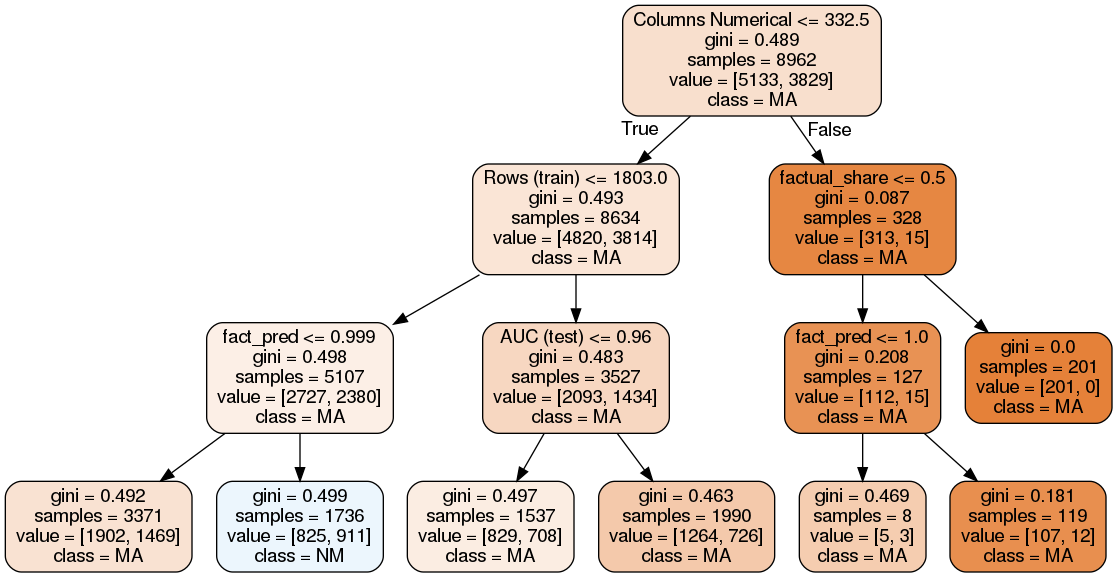 Columns Numerical <= 332.5
gini = 0.489
samples = 8962
value = [5133, 3829]
class = MA
True
False
Rows (train) <= 1803.0
gini = 0.493
samples = 8634
value = [4820, 3814]
class = MA
factual_share <= 0.5
gini = 0.087
samples = 328
value = [313, 15]
class = MA
fact_pred <= 0.999
gini = 0.498
samples = 5107
value = [2727, 2380]
class = MA
AUC (test) <= 0.96
gini = 0.483
samples = 3527
value = [2093, 1434]
class = MA
fact_pred <= 1.0
gini = 0.208
samples = 127
value = [112, 15]
class = MA
gini = 0.0
samples = 201
value = [201, 0]
class = MA
gini = 0.492
samples = 3371
value = [1902, 1469]
class = MA
gini = 0.499
samples = 1736
value = [825, 911]
class = NM
gini = 0.497
samples = 1537
value = [829, 708]
class = MA
gini = 0.463
samples = 1990
value = [1264, 726]
class = MA
gini = 0.469
samples = 8
value = [5, 3]
class = MA
gini = 0.181
samples = 119
value = [107, 12]
class = MA